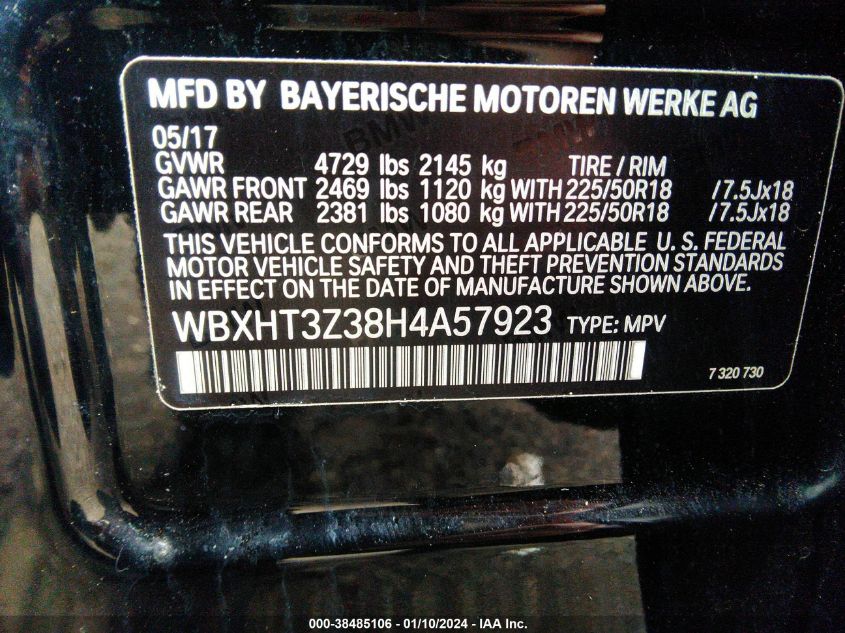 MFD BY BAYERISCHE MOTOREN WERKE AG
05/17
GVWR 4729 lbs 2145 kg TIRE / RIM
GAWR FRONT 2469 lbs 1120 kg WITH 225/50R18 /7.5Jx18
GAWR REAR 2381 lbs 1080 kg WITH 225/50R18 /7.5Jx18
THIS VEHICLE CONFORMS TO ALL APPLICABLE U. S. FEDERAL
MOTOR VEHICLE SAFETY AND THEFT PREVENTION STANDARDS
IN EFFECT ON THE DATE OF MANUFACTURE SHOWN ABOVE.
WBXHT3Z38H4A57923 TYPE: MPV
7 320 730
000-38485106 - 01/10/2024 - IAA Inc.